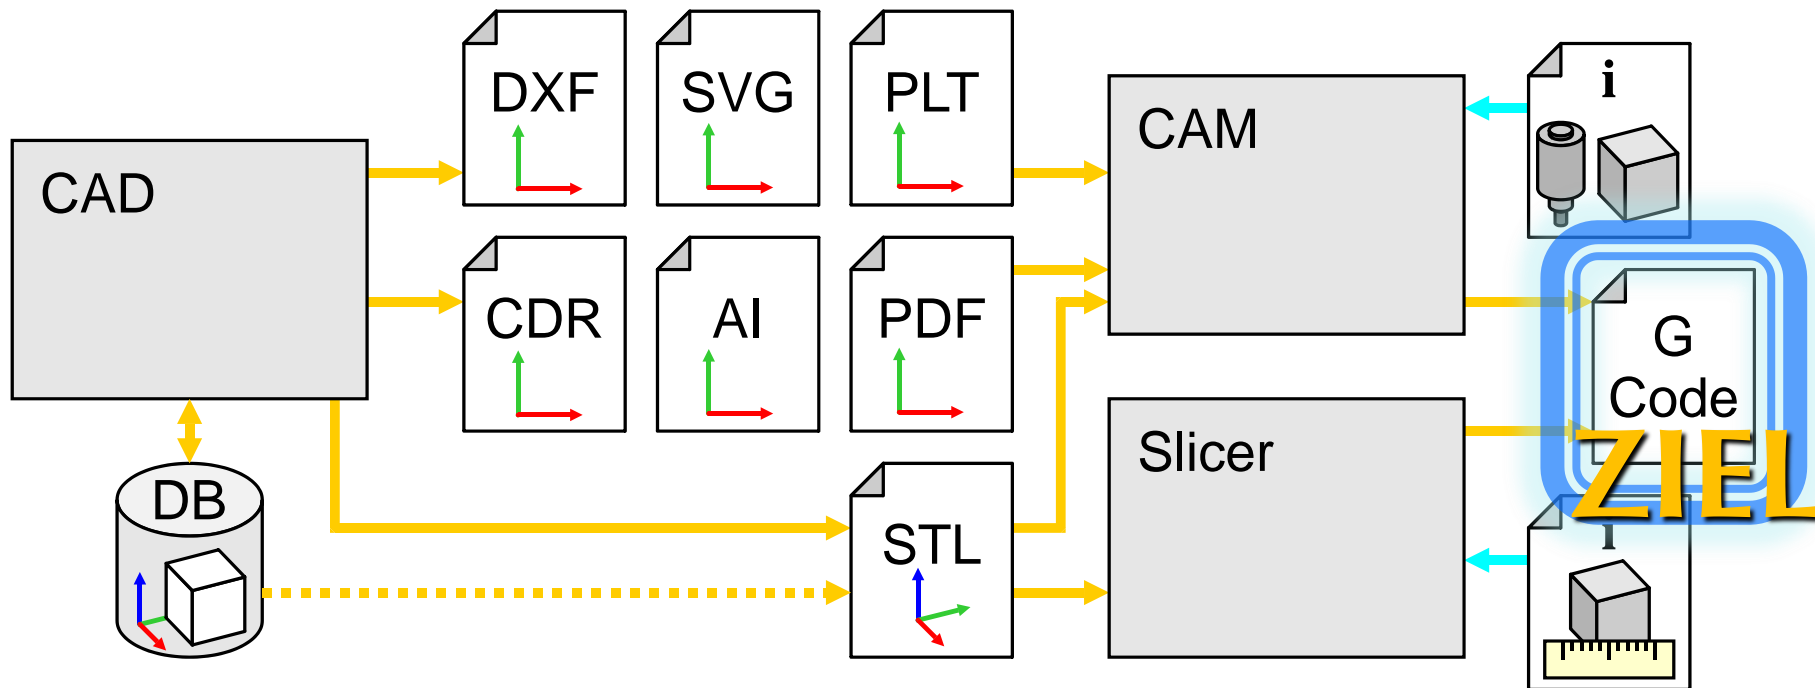 DXF
SVG
PLT
i
CAD
CAM
CDR
AI
PDF
G
Code
ZIEL
DB
STL
Slicer
i